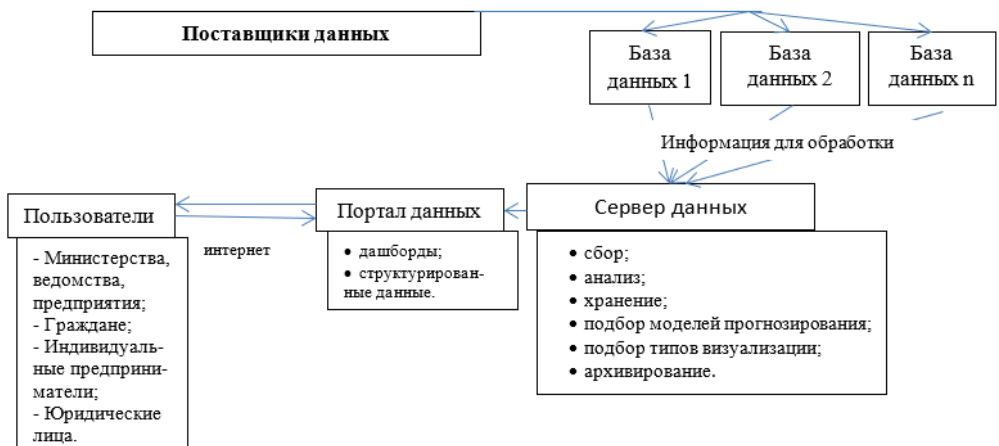 Поставщики данных
База
данных 1
База
данных 2
База
данных n
Информация для обработки
Пользователи
- Министерства,
ведомства,
предприятия;
- Граждане;
- Индивидуаль-
ные предприни-
матели;
- Юридические
лица.
интернет
Портал данных
• дашборды;
• структурирован-
ные данные.
Сервер данных
• сбор;
• анализ;
• хранение;
• подбор моделей прогнозирования;
• подбор типов визуализации;
• архивирование.